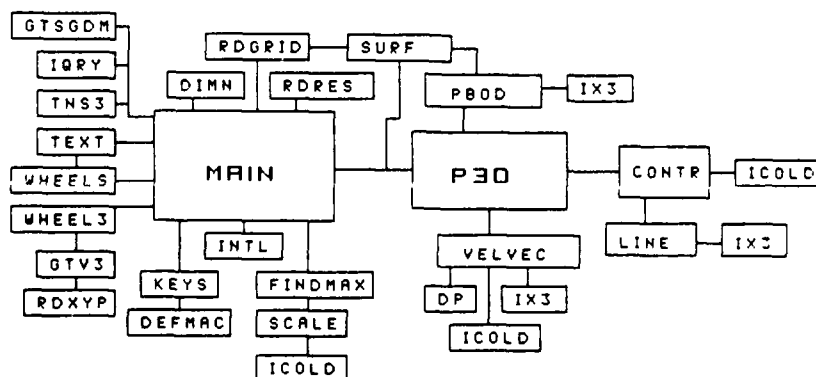 GTSGDM
RDGRID
SURF
IQRY
DIMN
RDRES
PBOD
IX3
TNS3
TEXT
MAIN
P3D
CONTR
ICOLD
WHEELS
WHEEL3
INTL
VELVEC
LINE
IX3
GTV3
KEYS
FINDMAX
DP
IX3
RDXYP
DEFMAC
SCALE
ICOLD
ICOLD